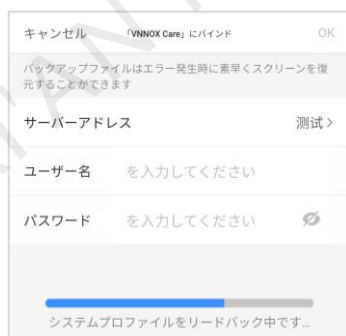 キャンセル 「VNNOX Care」にバインド OK
バックアップファイルはエラー発生時に素早くスクリーンを復
元することができます
サーバーアドレス 测试 >
ユーザー名 を入力してください
パスワード を入力してください
システムプロファイルをリードバック中です...